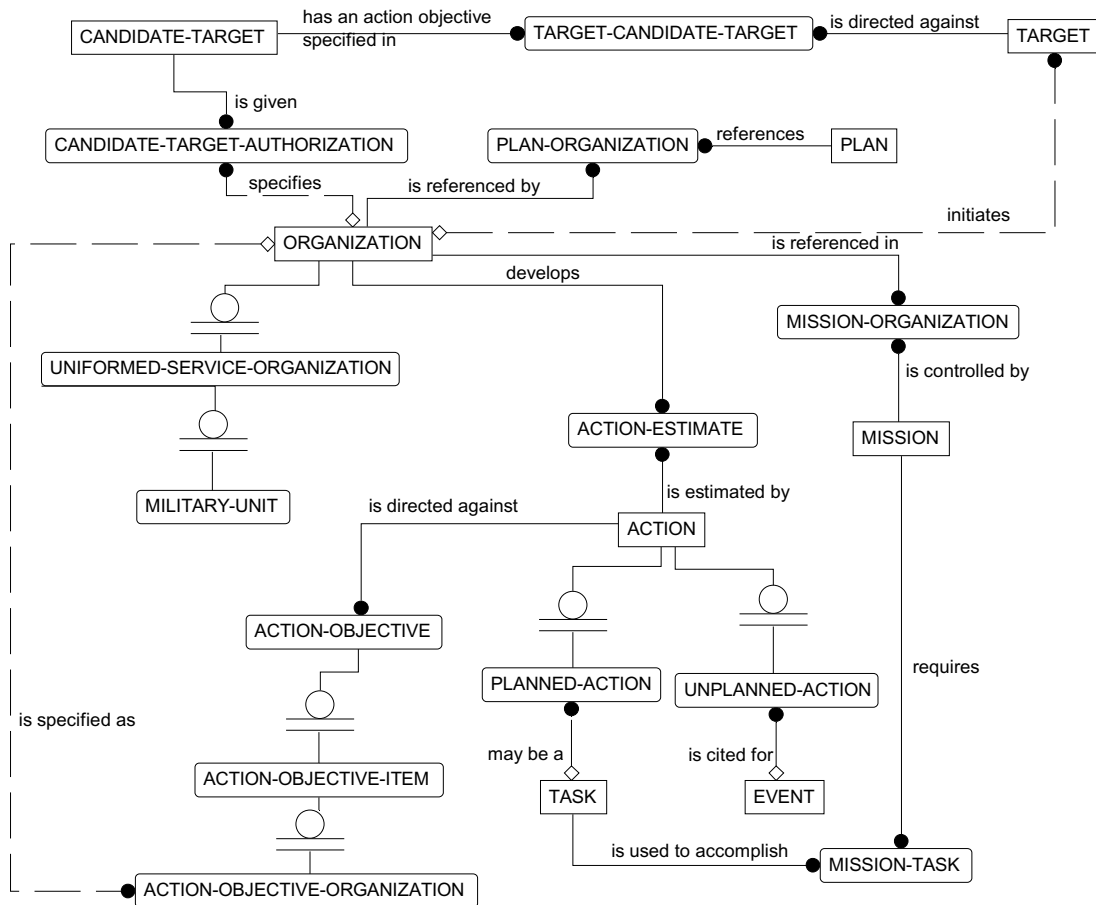 has an action objective
specified in
is directed against
CANDIDATE-TARGET
TARGET-CANDIDATE-TARGET
TARGET
is given
CANDIDATE-TARGET-AUTHORIZATION
PLAN-ORGANIZATION
references
PLAN
specifies
is referenced by
initiates
ORGANIZATION
is referenced in
develops
MISSION-ORGANIZATION
UNIFORMED-SERVICE-ORGANIZATION
is controlled by
ACTION-ESTIMATE
MISSION
MILITARY-UNIT
is estimated by
is directed against
ACTION
ACTION-OBJECTIVE
requires
PLANNED-ACTION
UNPLANNED-ACTION
is specified as
may be a
is cited for
ACTION-OBJECTIVE-ITEM
TASK
EVENT
is used to accomplish
MISSION-TASK
ACTION-OBJECTIVE-ORGANIZATION